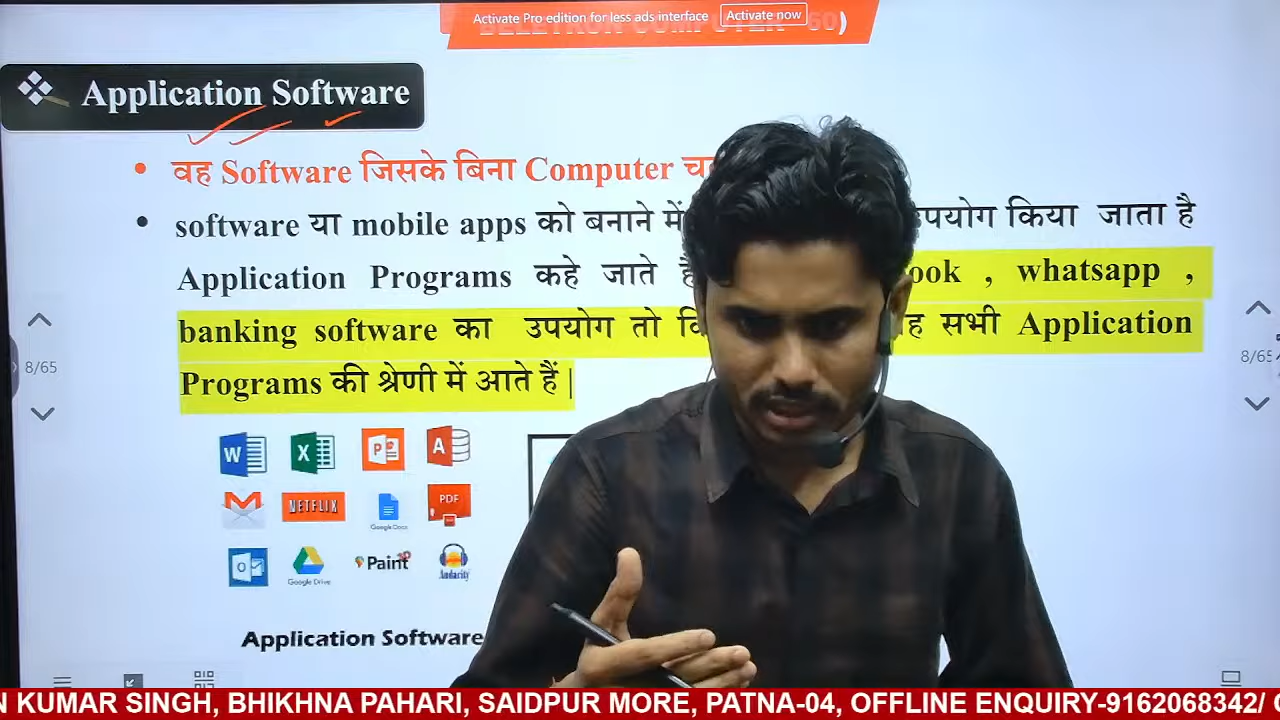 Activate Pro edition for less ads interface Activate now
BELETRON COMPUTER 60)
Application Software
• वह Software जिसके बिना Computer
• software या mobile apps को बनाने में उपयोग किया जाता है
Application Programs कहे जाते ook , whatsapp ,
banking software का उपयोग तो सभी Application
Programs की श्रेणी में आते हैं |
8/65
8/65
W X P A
M NETFLIX Google Docs PDF
O Google Drive Paint Audacity
Application Software
N KUMAR SINGH, BHIKHNA PAHARI, SAIDPUR MORE, PATNA-04, OFFLINE ENQUIRY-9162068342/